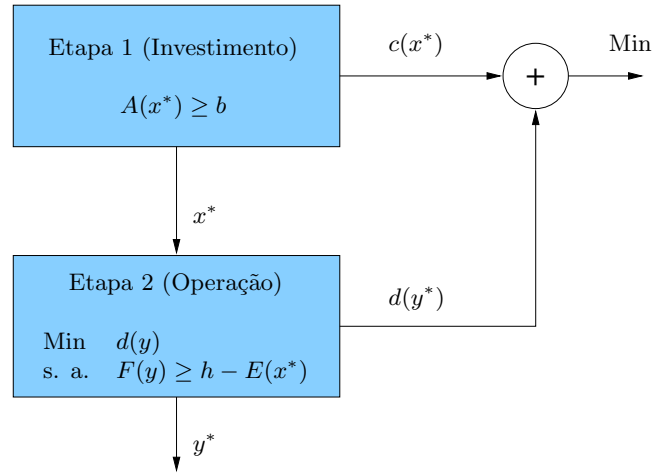 Etapa 1 (Investimento)
A(x*) ≥ b
c(x*)
+
Min
x*
Etapa 2 (Operação)
Min d(y)
s. a. F(y) ≥ h − E(x*)
d(y*)
y*